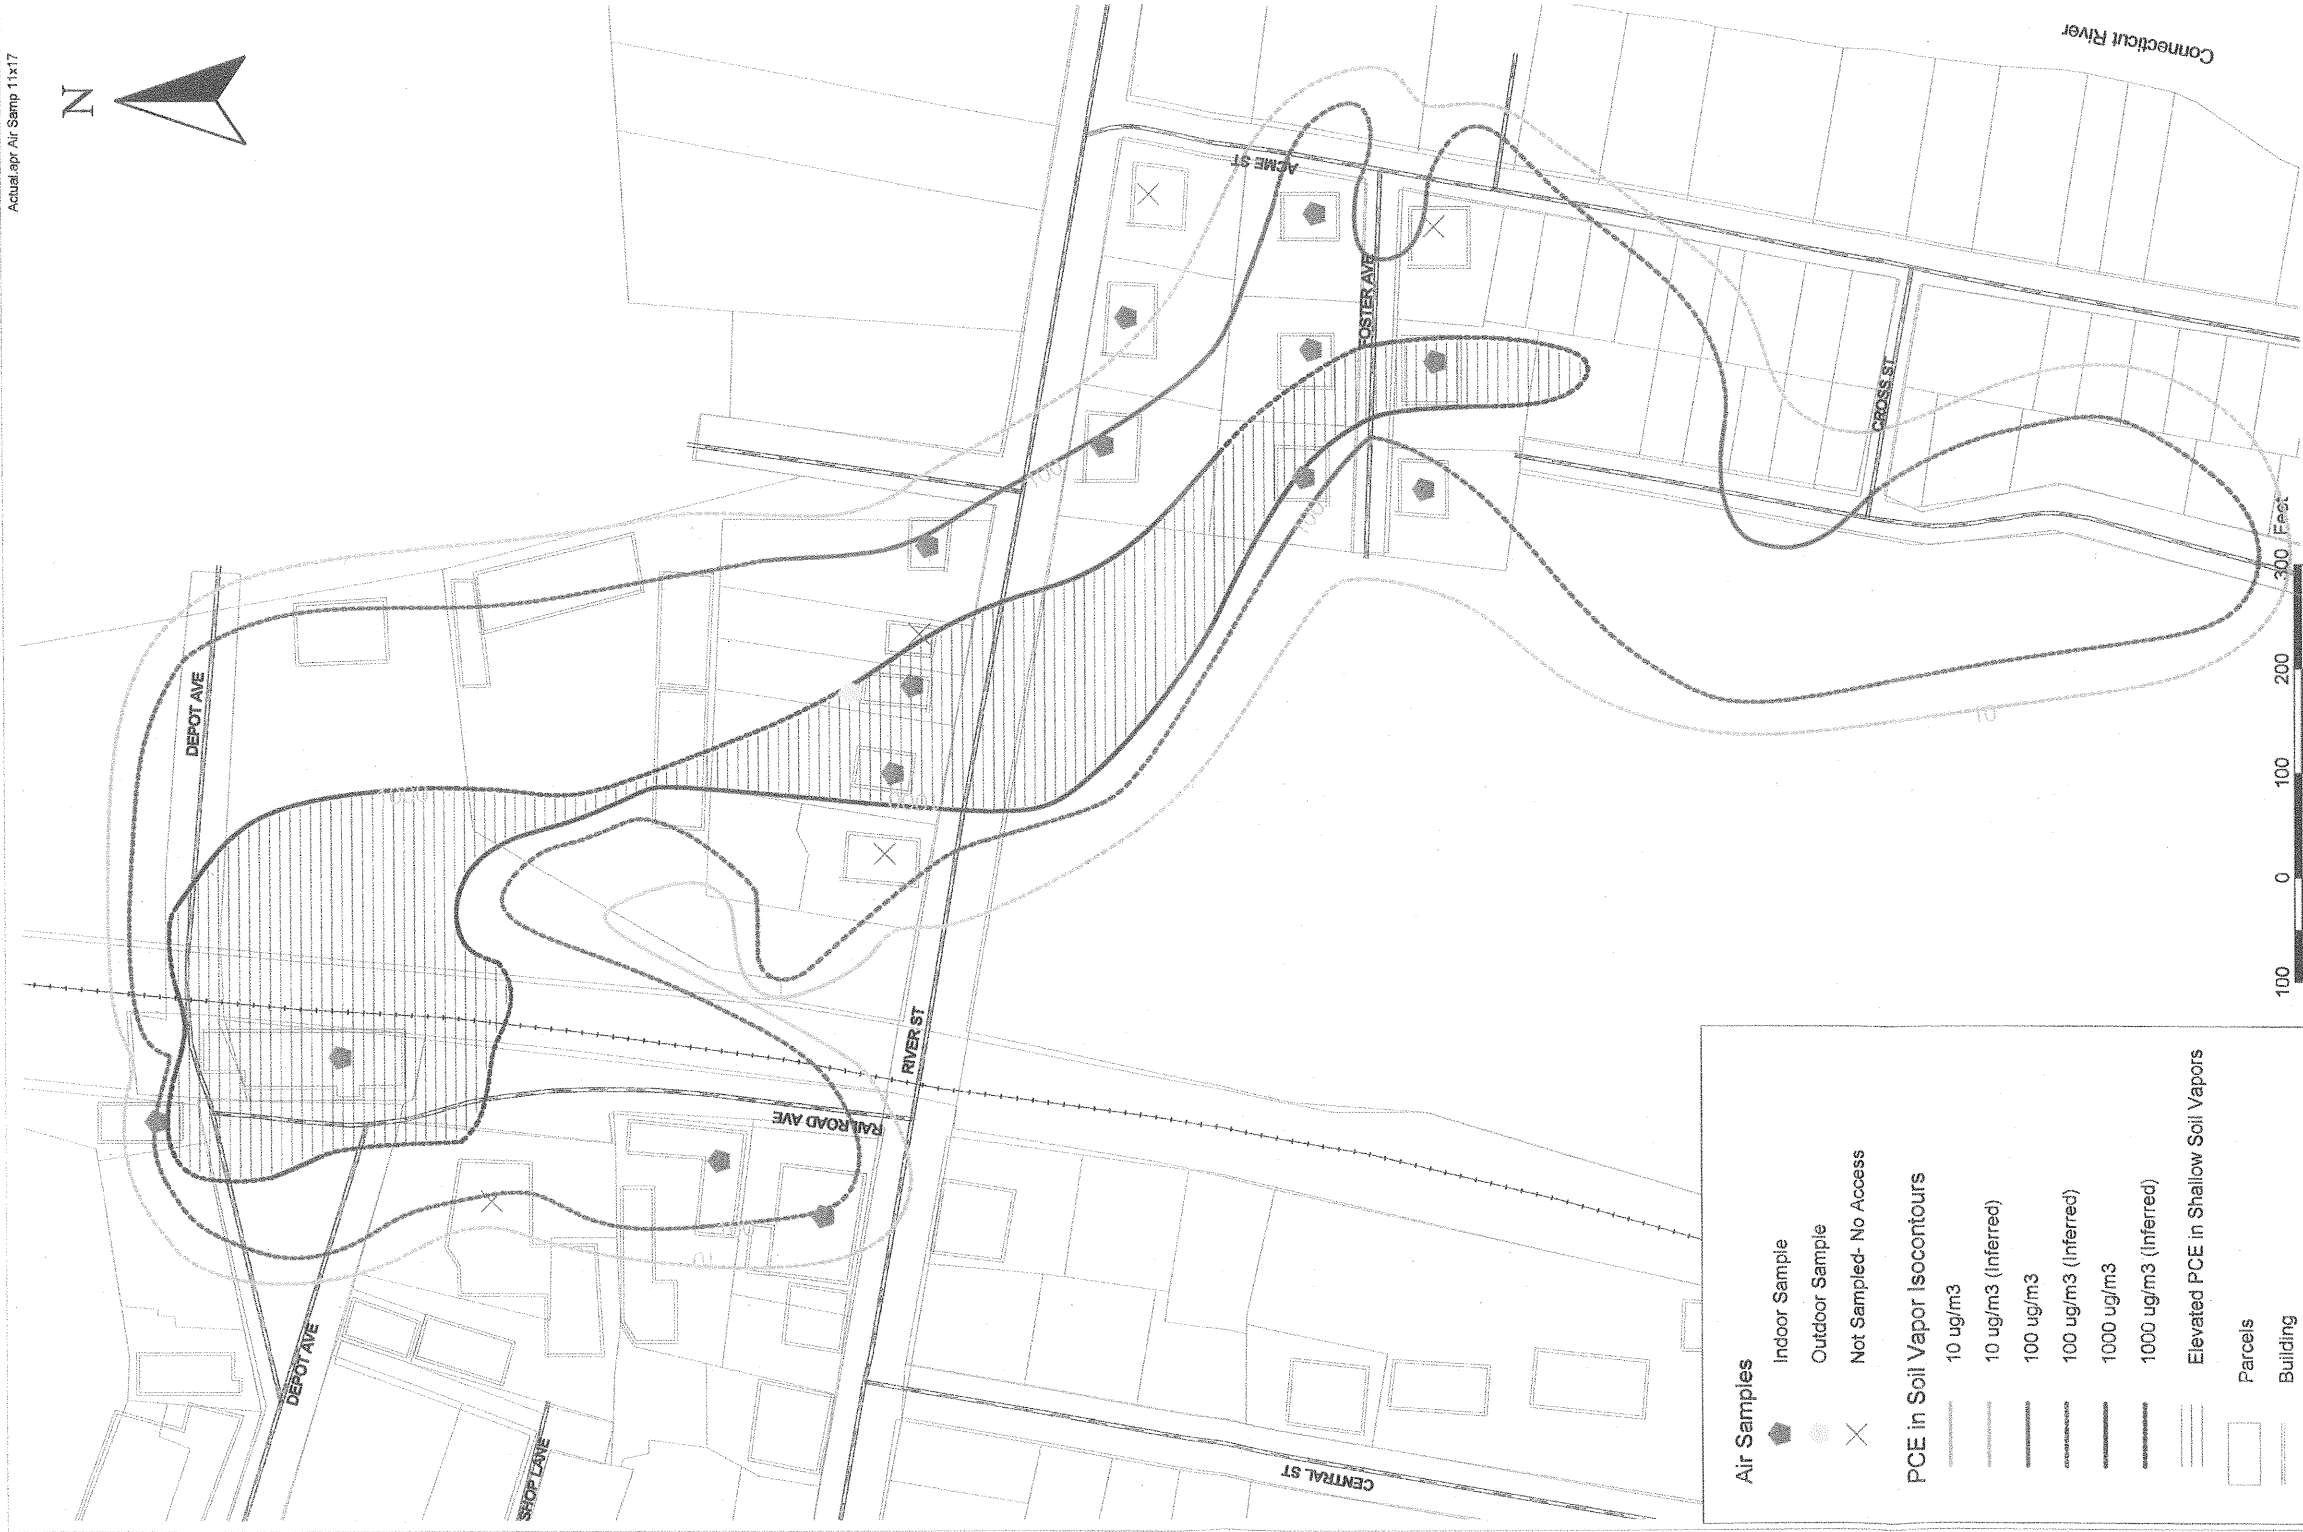 Actual.apr Air Samp 11x17
N
Connecticut River
ACME ST
FOSTER AVE
CROSS ST
DEPOT AVE
RIVER ST
RAILROAD AVE
DEPOT AVE
SHOP LANE
CENTRAL ST
100
1000
10
10
100 0 100 200 300 Feet
Air Samples
Indoor Sample
Outdoor Sample
Not Sampled- No Access
PCE in Soil Vapor Isocontours
10 ug/m3
10 ug/m3 (Inferred)
100 ug/m3
100 ug/m3 (Inferred)
1000 ug/m3
1000 ug/m3 (Inferred)
Elevated PCE in Shallow Soil Vapors
Parcels
Building